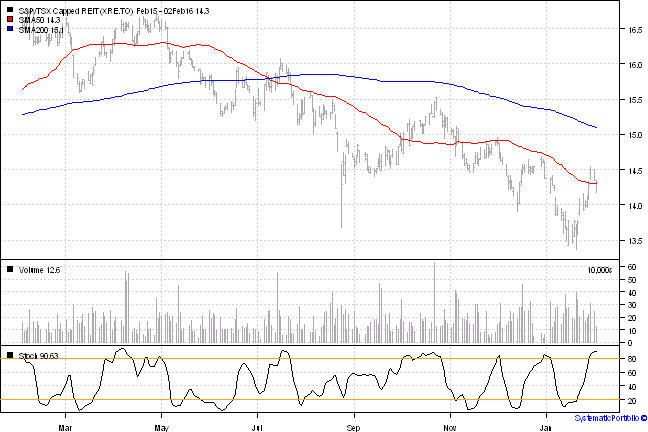 S&P/TSX Capped REIT (XRE.TO) Feb15 - 02Feb16 14.3
SMA50 14.3
SMA200 15.1
16.5
16.0
15.5
15.0
14.5
14.0
13.5
Volume 12.6
10,000s
60
50
40
30
20
10
0
Stoch 90.63
80
60
40
20
Mar
May
Jul
Sep
Nov
Jan
SystematicPortfolio ©